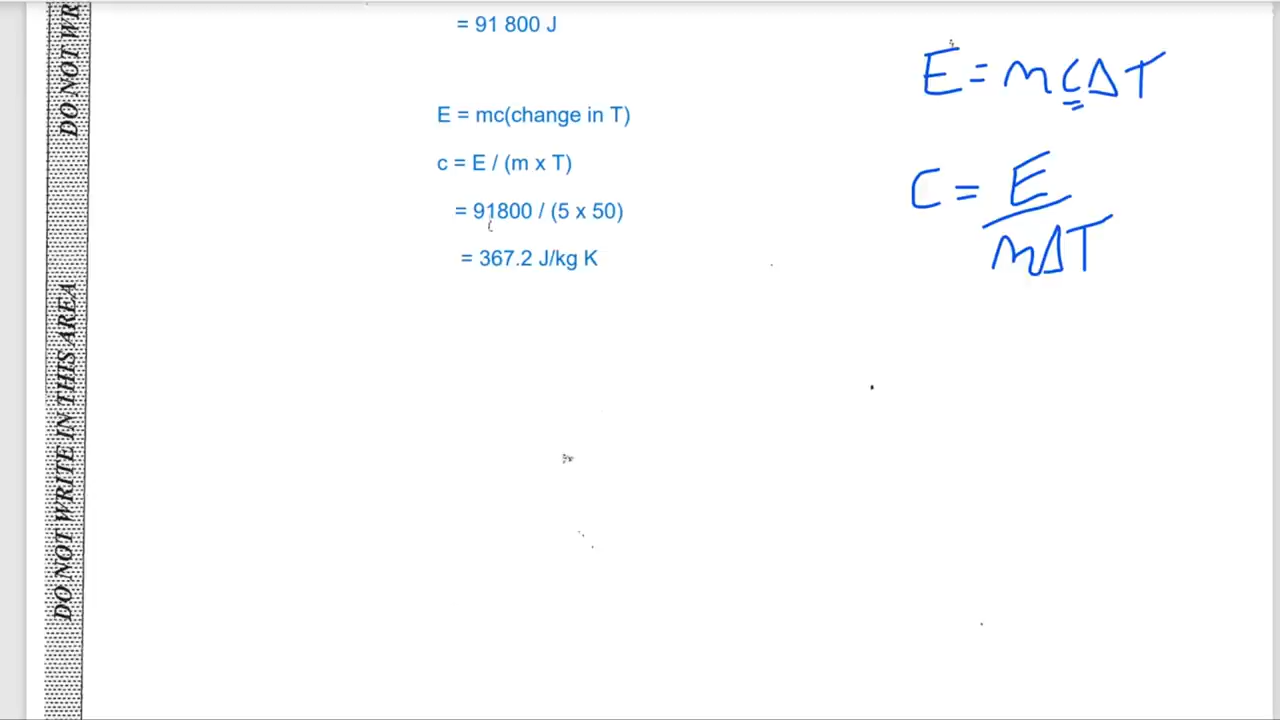 DO NOT WR
= 91 800 J
E = mc(change in T)
c = E / (m x T)
= 91800 / (5 x 50)
= 367.2 J/kg K
E = mcΔT
C = E
mΔT
DO NOT WRITE IN THIS AREA